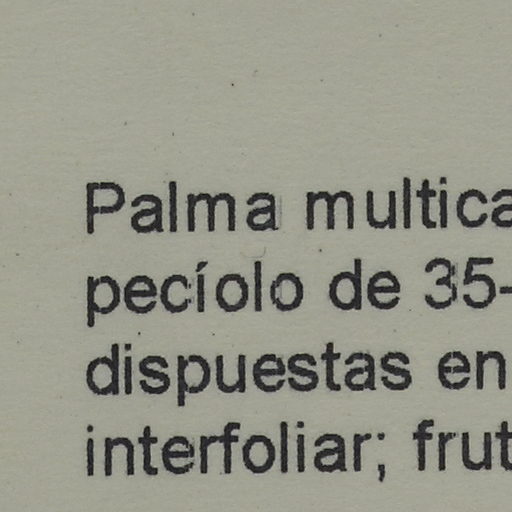 Palma multica
pecíolo de 35-
dispuestas en
interfoliar; frut